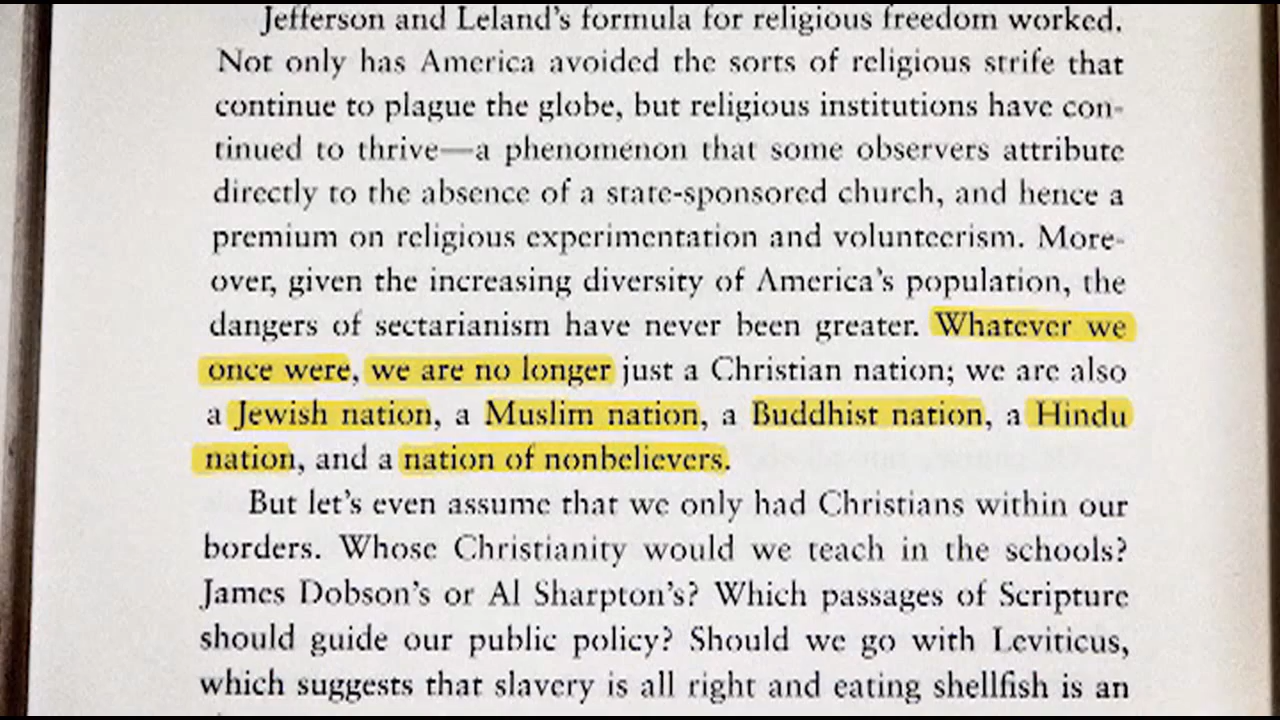 Jefferson and Leland's formula for religious freedom worked.
Not only has America avoided the sorts of religious strife that
continue to plague the globe, but religious institutions have con-
tinued to thrive—a phenomenon that some observers attribute
directly to the absence of a state-sponsored church, and hence a
premium on religious experimentation and volunteerism. More-
over, given the increasing diversity of America's population, the
dangers of sectarianism have never been greater. Whatever we
once were, we are no longer just a Christian nation; we are also
a Jewish nation, a Muslim nation, a Buddhist nation, a Hindu
nation, and a nation of nonbelievers.
But let's even assume that we only had Christians within our
borders. Whose Christianity would we teach in the schools?
James Dobson's or Al Sharpton's? Which passages of Scripture
should guide our public policy? Should we go with Leviticus,
which suggests that slavery is all right and eating shellfish is an